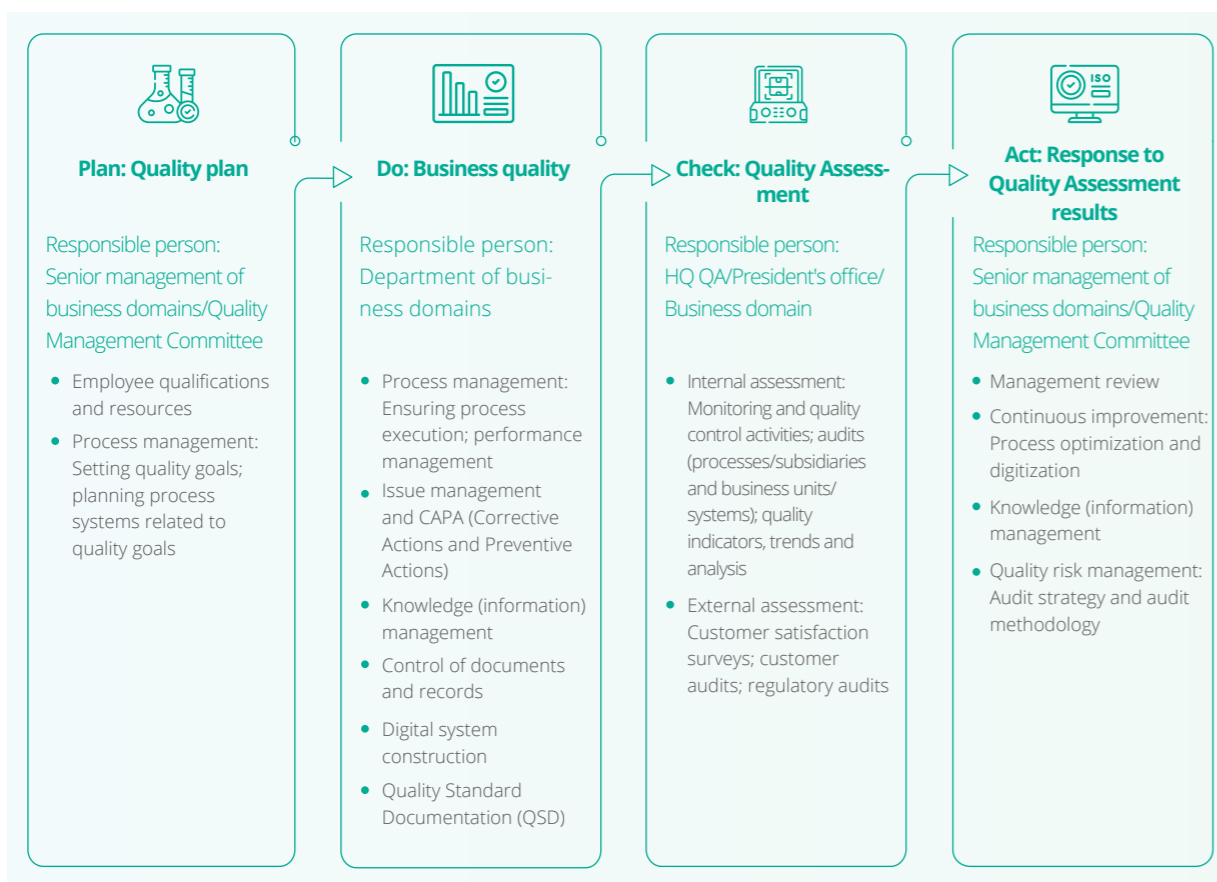 Plan: Quality plan
Responsible person:
Senior management of
business domains/Quality
Management Committee
• Employee qualifications
and resources
• Process management:
Setting quality goals;
planning process
systems related to
quality goals
Do: Business quality
Responsible person:
Department of busi-
ness domains
• Process management:
Ensuring process
execution; performance
management
• Issue management
and CAPA (Corrective
Actions and Preventive
Actions)
• Knowledge (information)
management
• Control of documents
and records
• Digital system
construction
• Quality Standard
Documentation (QSD)
Check: Quality Assess-
ment
Responsible person:
HQ QA/President's office/
Business domain
• Internal assessment:
Monitoring and quality
control activities; audits
(processes/subsidiaries
and business units/
systems); quality
indicators, trends and
analysis
• External assessment:
Customer satisfaction
surveys; customer
audits; regulatory audits
ISO
Act: Response to
Quality Assessment
results
Responsible person:
Senior management of
business domains/Quality
Management Committee
• Management review
• Continuous improvement:
Process optimization and
digitization
• Knowledge (information)
management
• Quality risk management:
Audit strategy and audit
methodology